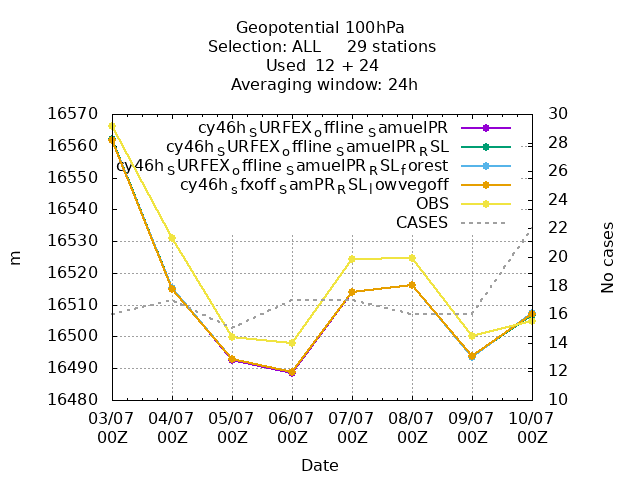 Geopotential 100hPa
Selection: ALL 29 stations
Used 12 + 24
Averaging window: 24h
16570
16560
16550
16540
16530
16520
16510
16500
16490
16480
m
cy46h_SURFEX_offline_SamuelPR
cy46h_SURFEX_offline_SamuelPR_RSL
cy46h_SURFEX_offline_SamuelPR_RSL_forest
cy46h_sfxoff_SamPR_RSL_lowvegoff
OBS
CASES
30
28
26
24
22
20
18
16
14
12
10
No cases
03/07 04/07 05/07 06/07 07/07 08/07 09/07 10/07
00Z 00Z 00Z 00Z 00Z 00Z 00Z 00Z
Date